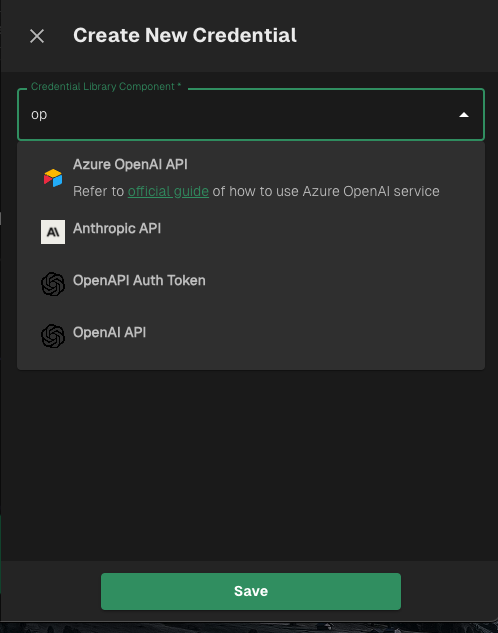 Create New Credential
Credential Library Component *
op
Azure OpenAI API
Refer to official guide of how to use Azure OpenAI service
Anthropic API
OpenAPI Auth Token
OpenAI API
Save